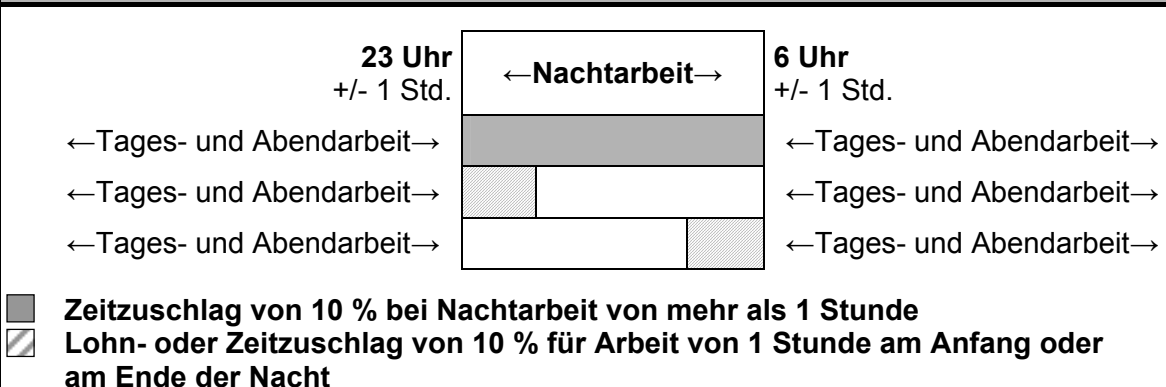 23 Uhr
+/- 1 Std.
←Nachtarbeit→
6 Uhr
+/- 1 Std.
←Tages- und Abendarbeit→ ←Tages- und Abendarbeit→
←Tages- und Abendarbeit→ ←Tages- und Abendarbeit→
←Tages- und Abendarbeit→ ←Tages- und Abendarbeit→
Zeitzuschlag von 10 % bei Nachtarbeit von mehr als 1 Stunde
Lohn- oder Zeitzuschlag von 10 % für Arbeit von 1 Stunde am Anfang oder
am Ende der Nacht